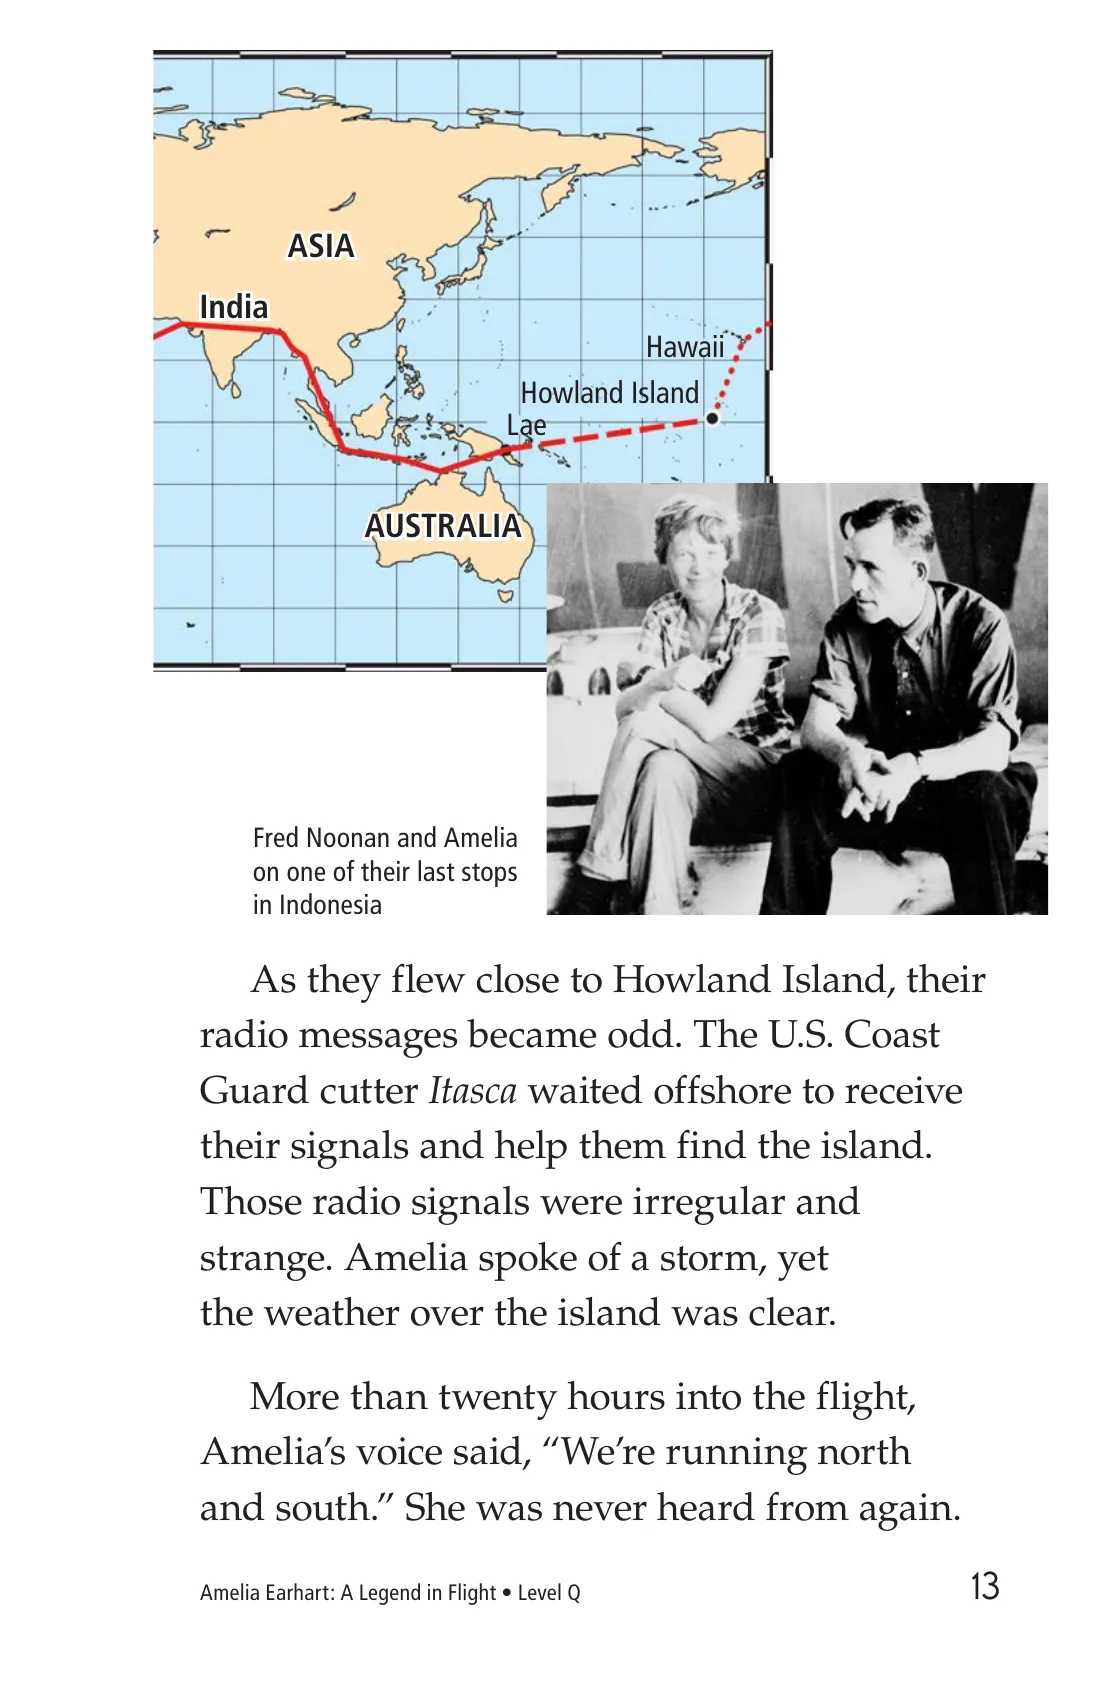 ASIA
India
Hawaii
Howland Island
Lae
AUSTRALIA
Fred Noonan and Amelia
on one of their last stops
in Indonesia
As they flew close to Howland Island, their
radio messages became odd. The U.S. Coast
Guard cutter Itasca waited offshore to receive
their signals and help them find the island.
Those radio signals were irregular and
strange. Amelia spoke of a storm, yet
the weather over the island was clear.
More than twenty hours into the flight,
Amelia’s voice said, “We’re running north
and south.” She was never heard from again.
Amelia Earhart: A Legend in Flight • Level Q
13